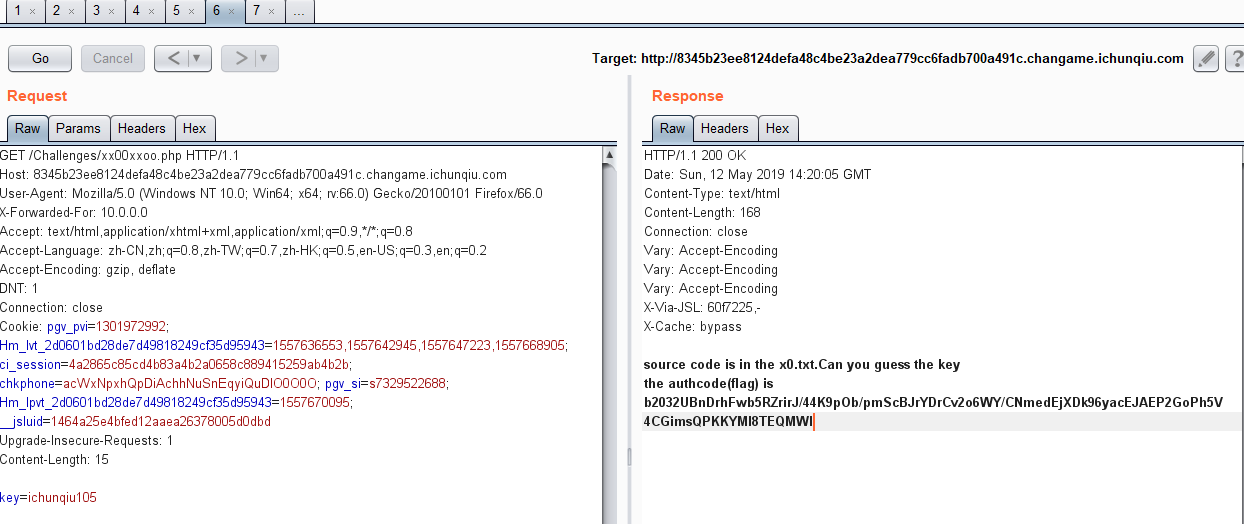 1 × 2 × 3 × 4 × 5 × 6 × 7 × ...
Go Cancel < ▼ > ▼ Target: http://8345b23ee8124defa48c4be23a2dea779cc6fadb700a491c.changame.ichunqiu.com ?
Request
Raw Params Headers Hex
GET /Challenges/xx00xxoo.php HTTP/1.1
Host: 8345b23ee8124defa48c4be23a2dea779cc6fadb700a491c.changame.ichunqiu.com
User-Agent: Mozilla/5.0 (Windows NT 10.0; Win64; x64; rv:66.0) Gecko/20100101 Firefox/66.0
X-Forwarded-For: 10.0.0.0
Accept: text/html,application/xhtml+xml,application/xml;q=0.9,*/*;q=0.8
Accept-Language: zh-CN,zh;q=0.8,zh-TW;q=0.7,zh-HK;q=0.5,en-US;q=0.3,en;q=0.2
Accept-Encoding: gzip, deflate
DNT: 1
Connection: close
Cookie: pgv_pvi=1301972992;
Hm_lvt_2d0601bd28de7d49818249cf35d95943=1557636553,1557642945,1557647223,1557668905;
ci_session=4a2865c85cd4b83a4b2a0658c889415259ab4b2b;
chkphone=acWxNpxhQpDiAchhNuSnEqyiQuDIO0O0O; pgv_si=s7329522688;
Hm_lpvt_2d0601bd28de7d49818249cf35d95943=1557670095;
__jsluid=1464a25e4bfed12aaea26378005d0dbd
Upgrade-Insecure-Requests: 1
Content-Length: 15
key=ichunqiu105
Response
Raw Headers Hex
HTTP/1.1 200 OK
Date: Sun, 12 May 2019 14:20:05 GMT
Content-Type: text/html
Content-Length: 168
Connection: close
Vary: Accept-Encoding
Vary: Accept-Encoding
Vary: Accept-Encoding
X-Via-JSL: 60f7225,-
X-Cache: bypass
source code is in the x0.txt.Can you guess the key
the authcode(flag) is
b2032UBnDrhFwb5RZrirJ/44K9pOb/pmScBJrYDrCv2o6WY/CNmedEjXDk96yacEJAEP2GoPh5V
4CGimsQPKKYMI8TEQMWI